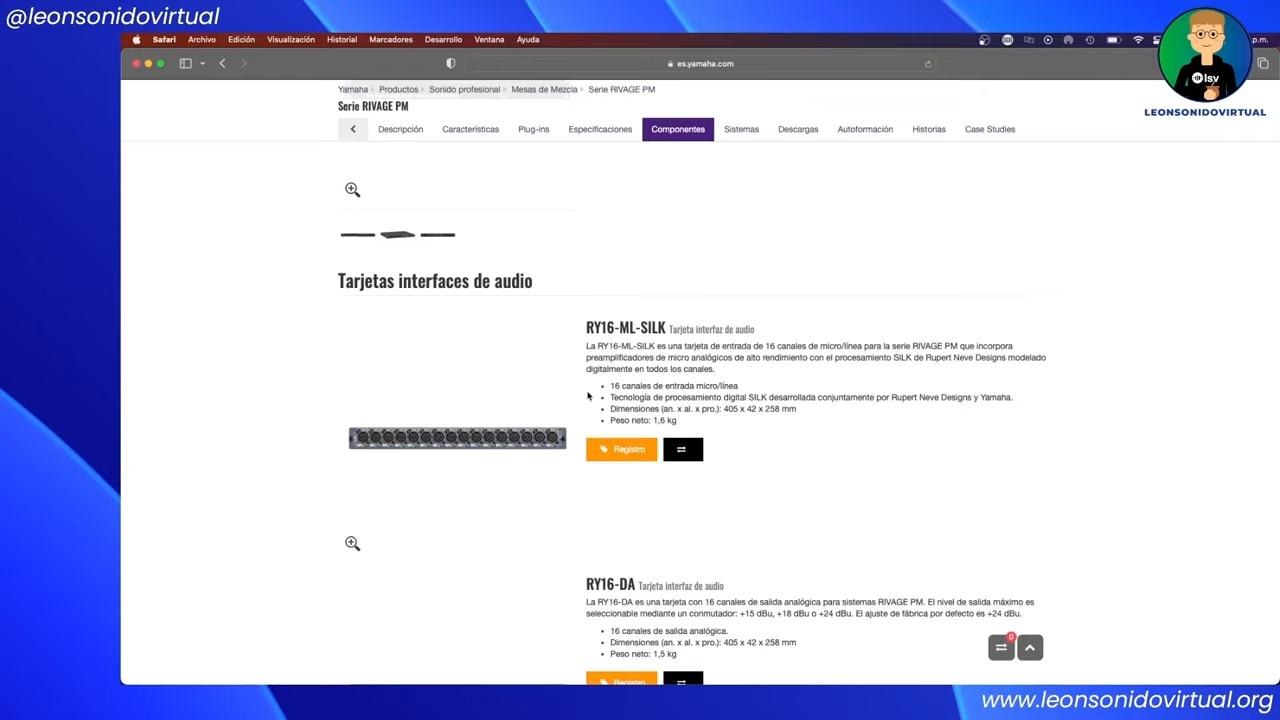 @leonsonidovirtual
Safari Archivo Edición Visualización Historial Marcadores Desarrollo Ventana Ayuda p.m.
es.yamaha.com
lsv
LEONSONIDOVIRTUAL
Yamaha Productos Sonido profesional Mesas de Mezcla Serie RIVAGE PM
Serie RIVAGE PM
Descripción Características Plug-ins Especificaciones Componentes Sistemas Descargas Autoformación Historias Case Studies
Tarjetas interfaces de audio
RY16-ML-SILK Tarjeta interfaz de audio
La RY16-ML-SILK es una tarjeta de entrada de 16 canales de micro/línea para la serie RIVAGE PM que incorpora
preamplificadores de micro analógicos de alto rendimiento con el procesamiento SILK de Rupert Neve Designs modelado
digitalmente en todos los canales.
• 16 canales de entrada micro/línea
• Tecnología de procesamiento digital SILK desarrollada conjuntamente por Rupert Neve Designs y Yamaha.
• Dimensiones (an. x al. x pro.): 405 x 42 x 258 mm
• Peso neto: 1,6 kg
Registro
RY16-DA Tarjeta interfaz de audio
La RY16-DA es una tarjeta con 16 canales de salida analógica para sistemas RIVAGE PM. El nivel de salida máximo es
seleccionable mediante un conmutador: +15 dBu, +18 dBu o +24 dBu. El ajuste de fábrica por defecto es +24 dBu.
• 16 canales de salida analógica.
• Dimensiones (an. x al. x pro.): 405 x 42 x 258 mm
• Peso neto: 1,5 kg
0
Registro
www.leonsonidovirtual.org